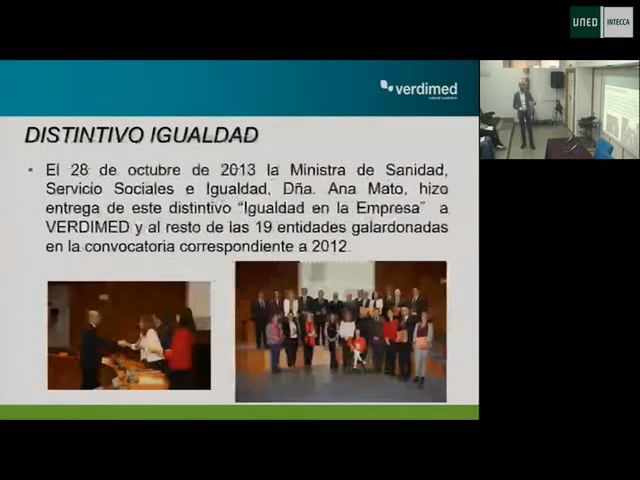 UNED
INTECCA
verdimed
DISTINTIVO IGUALDAD
• El 28 de octubre de 2013 la Ministra de Sanidad,
Servicio Sociales e Igualdad, Dña. Ana Mato, hizo
entrega de este distintivo "Igualdad en la Empresa" a
VERDIMED y al resto de las 19 entidades galardonadas
en la convocatoria correspondiente a 2012.